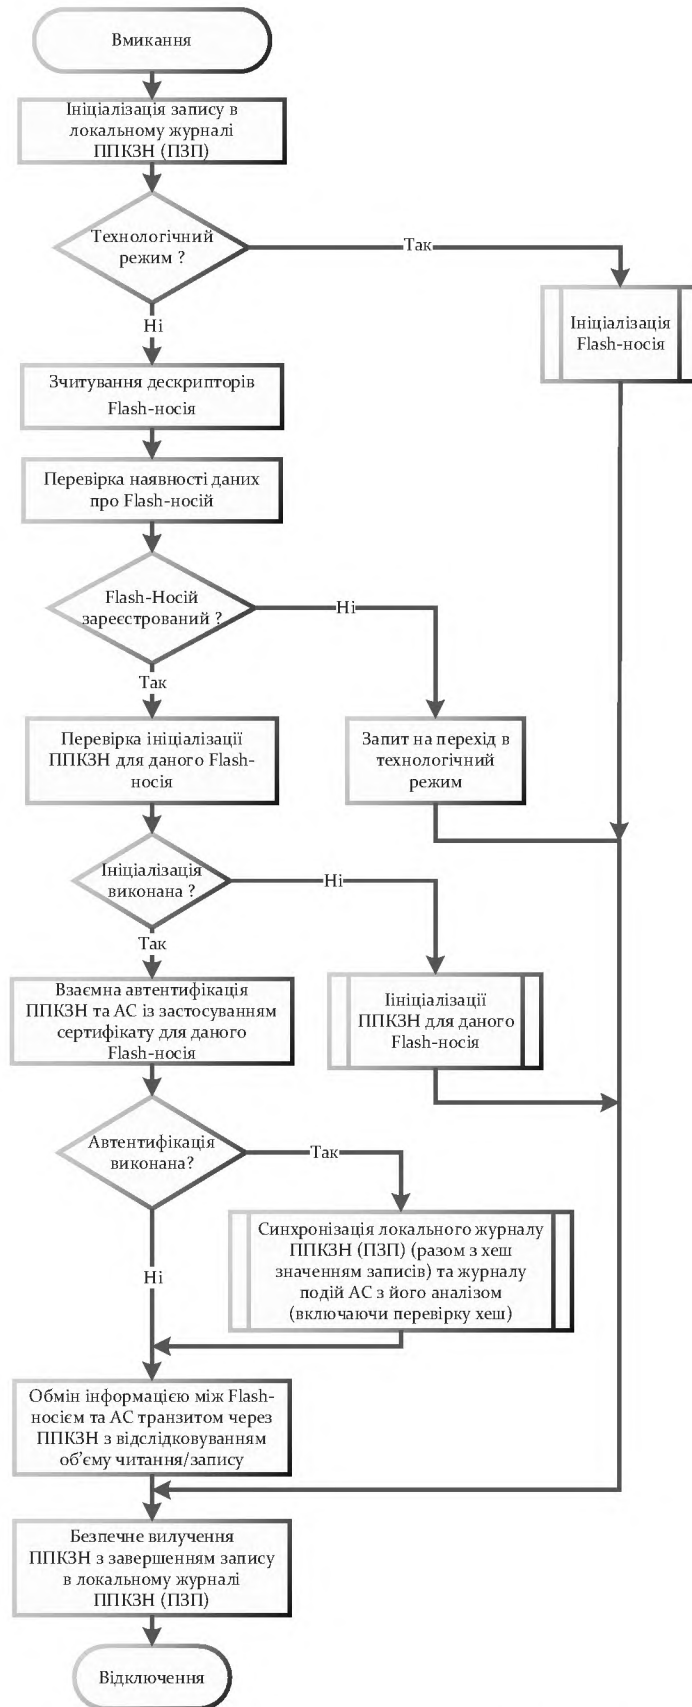 Вмикання
Ініціалізація запису в
локальному журналі
ППКЗН (ПЗП)
Технологічний
режим ?
Так
Ні
Ініціалізація
Flash-носія
Зчитування дескрипторів
Flash-носія
Перевірка наявності даних
про Flash-носій
Flash-Носій
зареєстрований ?
Ні
Так
Перевірка ініціалізації
ППКЗН для даного Flash-
носія
Запит на перехід в
технологічний
режим
Ініціалізація
виконана ?
Ні
Так
Взаємна автентифікація
ППКЗН та АС із застосуванням
сертифікату для даного
Flash-носія
Іініціалізації
ППКЗН для даного
Flash-носія
Автентифікація
виконана?
Так
Ні
Синхронізація локального журналу
ППКЗН (ПЗП) (разом з хеш
значенням записів) та журналу
подій АС з його аналізом
(включаючи перевірку хеш)
Обмін інформацією між Flash-
носієм та АС транзитом через
ППКЗН з відслідковуванням
об’єму читання/запису
Безпечне вилучення
ППКЗН з завершенням запису
в локальному журналі
ППКЗН (ПЗП)
Відключення